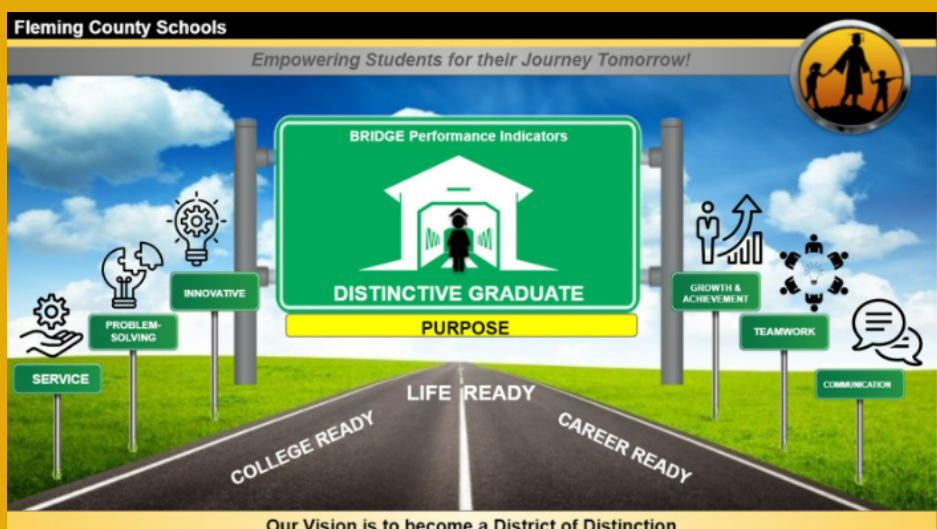 Fleming County Schools
Empowering Students for their Journey Tomorrow!
BRIDGE Performance Indicators
DISTINCTIVE GRADUATE
PURPOSE
INNOVATIVE
PROBLEM-
SOLVING
SERVICE
GROWTH &
ACHIEVEMENT
TEAMWORK
COMMUNICATION
LIFE READY
COLLEGE READY
CAREER READY
Our Vision is to become a District of Distinction